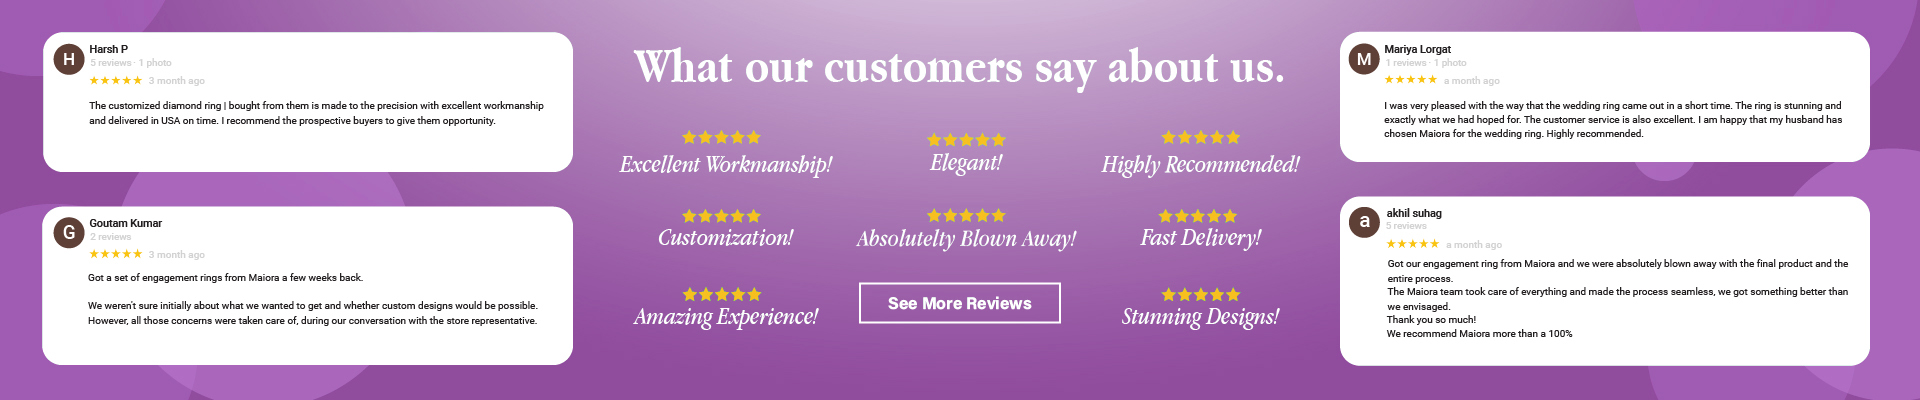 H
Harsh P
5 reviews · 1 photo
3 month ago
The customized diamond ring | bought from them is made to the precision with excellent workmanship
and delivered in USA on time. I recommend the prospective buyers to give them opportunity.
G
Goutam Kumar
2 reviews
3 month ago
Got a set of engagement rings from Maiora a few weeks back.
We weren't sure initially about what we wanted to get and whether custom designs would be possible.
However, all those concerns were taken care of, during our conversation with the store representative.
What our customers say about us.
Excellent Workmanship!
Elegant!
Highly Recommended!
Customization!
Absolutelty Blown Away!
Fast Delivery!
Amazing Experience!
See More Reviews
Stunning Designs!
M
Mariya Lorgat
1 reviews · 1 photo
a month ago
I was very pleased with the way that the wedding ring came out in a short time. The ring is stunning and
exactly what we had hoped for. The customer service is also excellent. I am happy that my husband has
chosen Maiora for the wedding ring. Highly recommended.
a
akhil suhag
5 reviews
a month ago
Got our engagement ring from Maiora and we were absolutely blown away with the final product and the
entire process.
The Maiora team took care of everything and made the process seamless, we got something better than
we envisaged.
Thank you so much!
We recommend Maiora more than a 100%